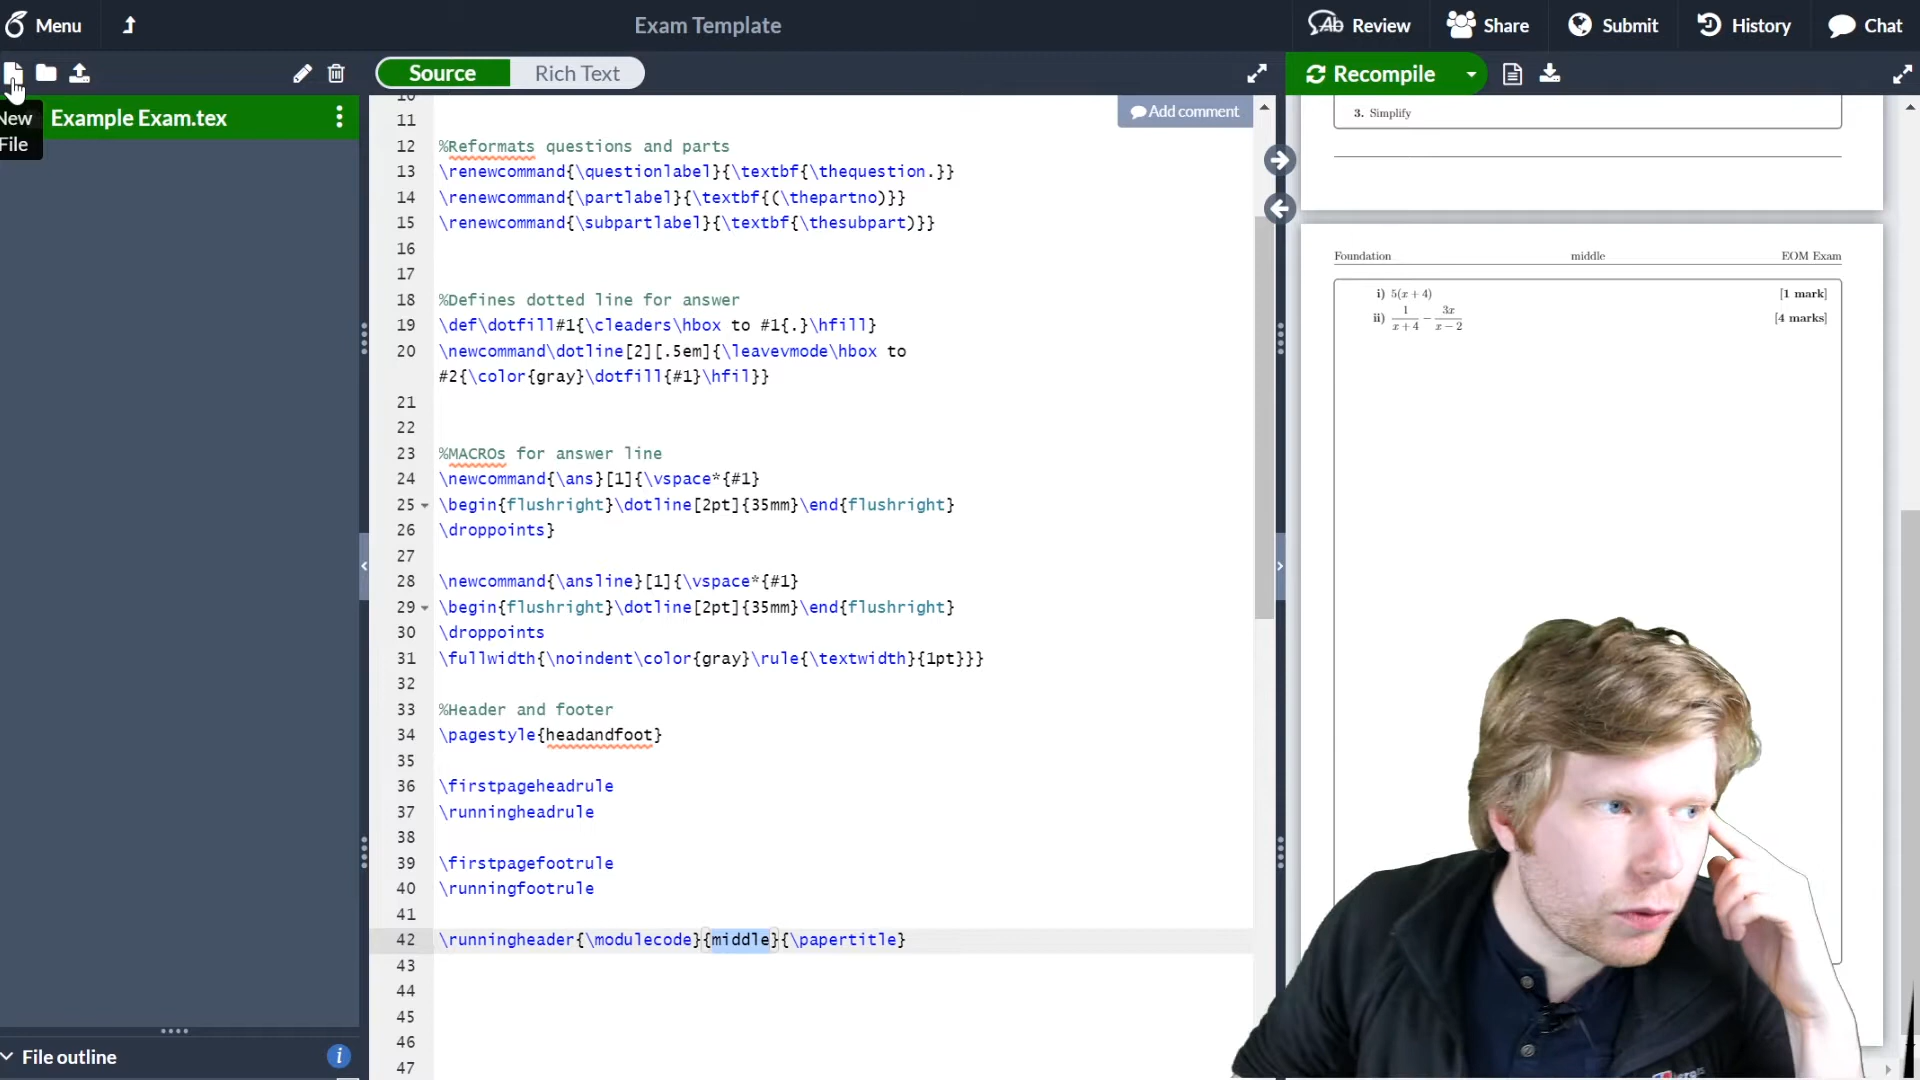 Menu
Exam Template
Review
Share
Submit
History
Chat
Source
Rich Text
Recompile
New
File
Example Exam.tex
Add comment
10
11
12 %Reformats questions and parts
13 \renewcommand{\questionlabel}{\textbf{\thequestion.}}
14 \renewcommand{\partlabel}{\textbf{(\thepartno)}}
15 \renewcommand{\subpartlabel}{\textbf{\thesubpart)}}
16
17
18 %Defines dotted line for answer
19 \def\dotfill#1{\cleaders\hbox to #1{.}\hfill}
20 \newcommand\dotline[2][.5em]{\leavevmode\hbox to
#2{\color{gray}\dotfill{#1}\hfil}}
21
22
23 %MACROs for answer line
24 \newcommand{\ans}[1]{\vspace*{#1}
25 \begin{flushright}\dotline[2pt]{35mm}\end{flushright}
26 \droppoints}
27
28 \newcommand{\ansline}[1]{\vspace*{#1}
29 \begin{flushright}\dotline[2pt]{35mm}\end{flushright}
30 \droppoints
31 \fullwidth{\noindent\color{gray}\rule{\textwidth}{1pt}}}
32
33 %Header and footer
34 \pagestyle{headandfoot}
35
36 \firstpageheadrule
37 \runningheadrule
38
39 \firstpagefootrule
40 \runningfootrule
41
42 \runningheader{\modulecode}{middle}{\papertitle}
43
44
45
46
47
File outline
3. Simplify
Foundation middle EOM Exam
i) 5(x + 4) [1 mark]
ii) 1/(x + 4) − 3x/(x − 2) [4 marks]